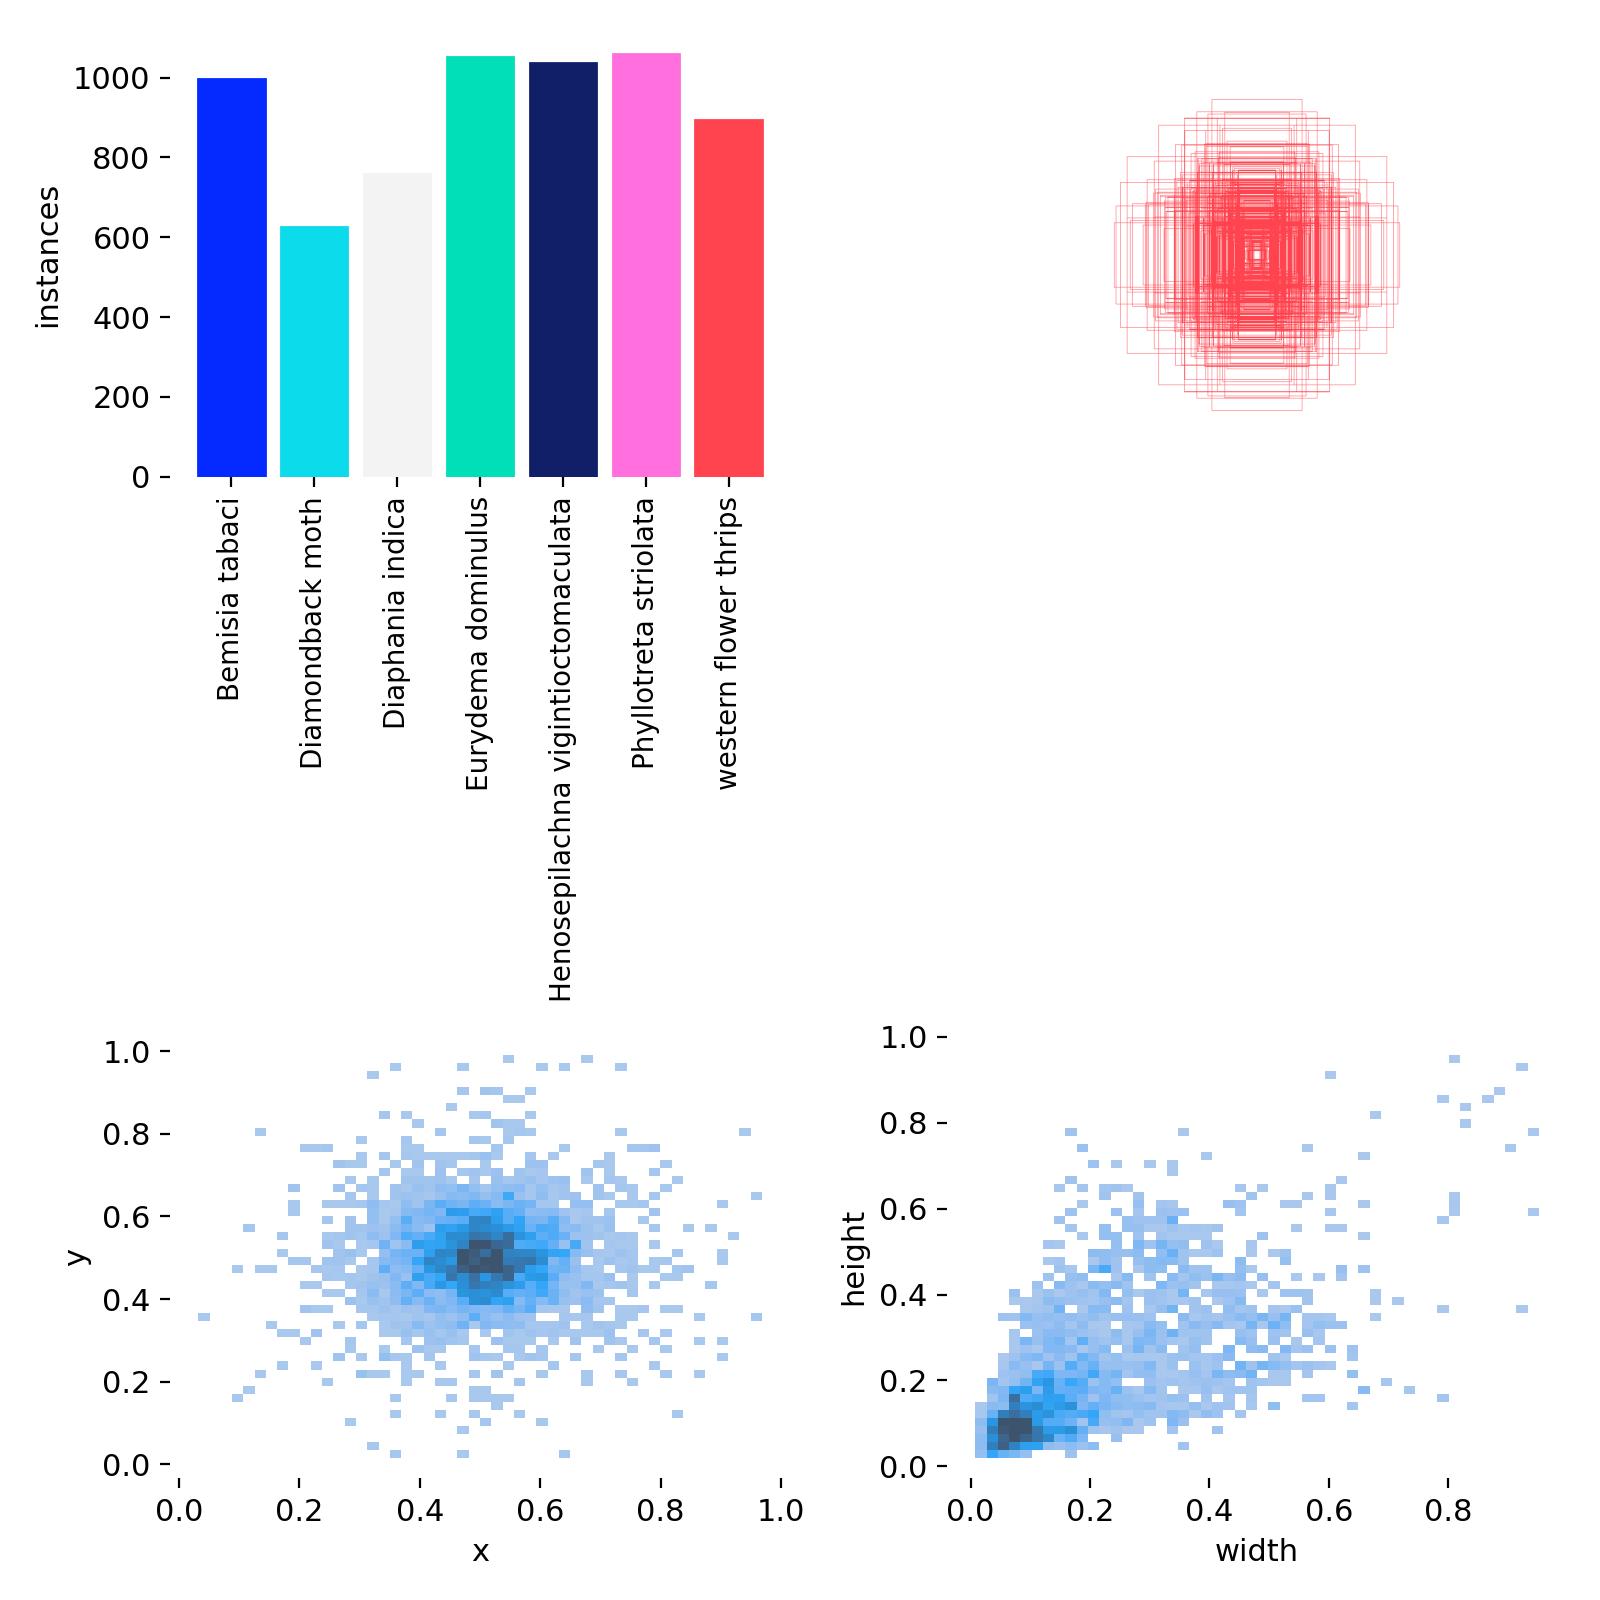 1000
800
600
400
200
0
instances
Bemisia tabaci
Diamondback moth
Diaphania indica
Eurydema dominulus
Henosepilachna vigintioctomaculata
Phyllotreta striolata
western flower thrips
1.0
0.8
0.6
0.4
0.2
0.0
y
0.0 0.2 0.4 0.6 0.8 1.0
x
1.0
0.8
0.6
0.4
0.2
0.0
height
0.0 0.2 0.4 0.6 0.8
width